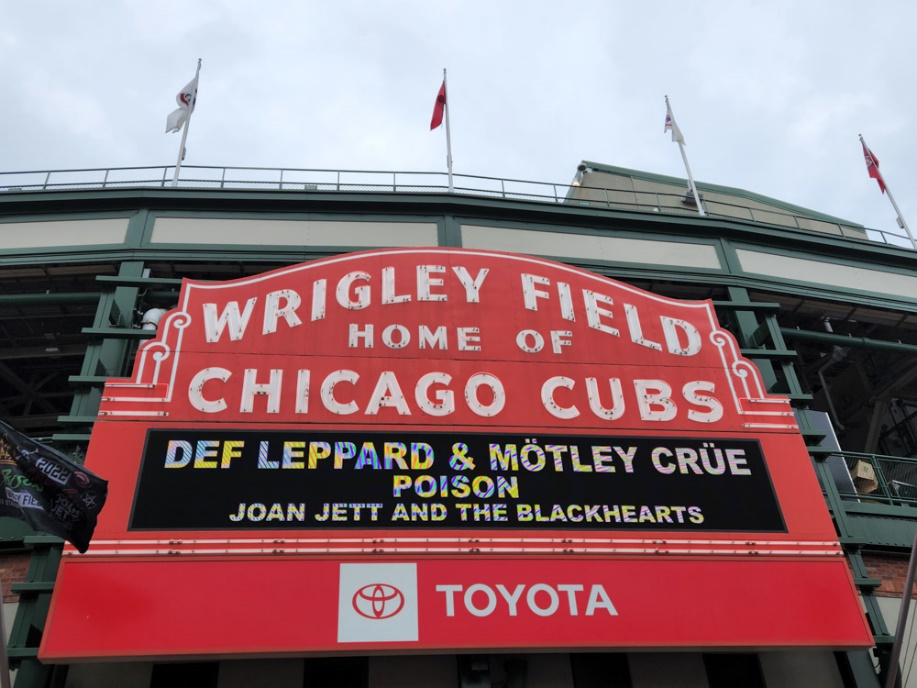 WRIGLEY FIELD
HOME OF
CHICAGO CUBS
DEF LEPPARD & MÖTLEY CRÜE
POISON
JOAN JETT AND THE BLACKHEARTS
TOYOTA